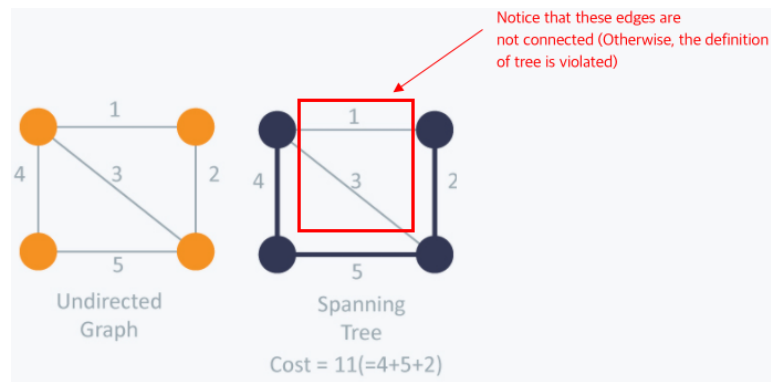 Notice that these edges are
not connected (Otherwise, the definition
of tree is violated)
1
4
3
2
5
Undirected
Graph
1
4
3
2
5
Spanning
Tree
Cost = 11(=4+5+2)